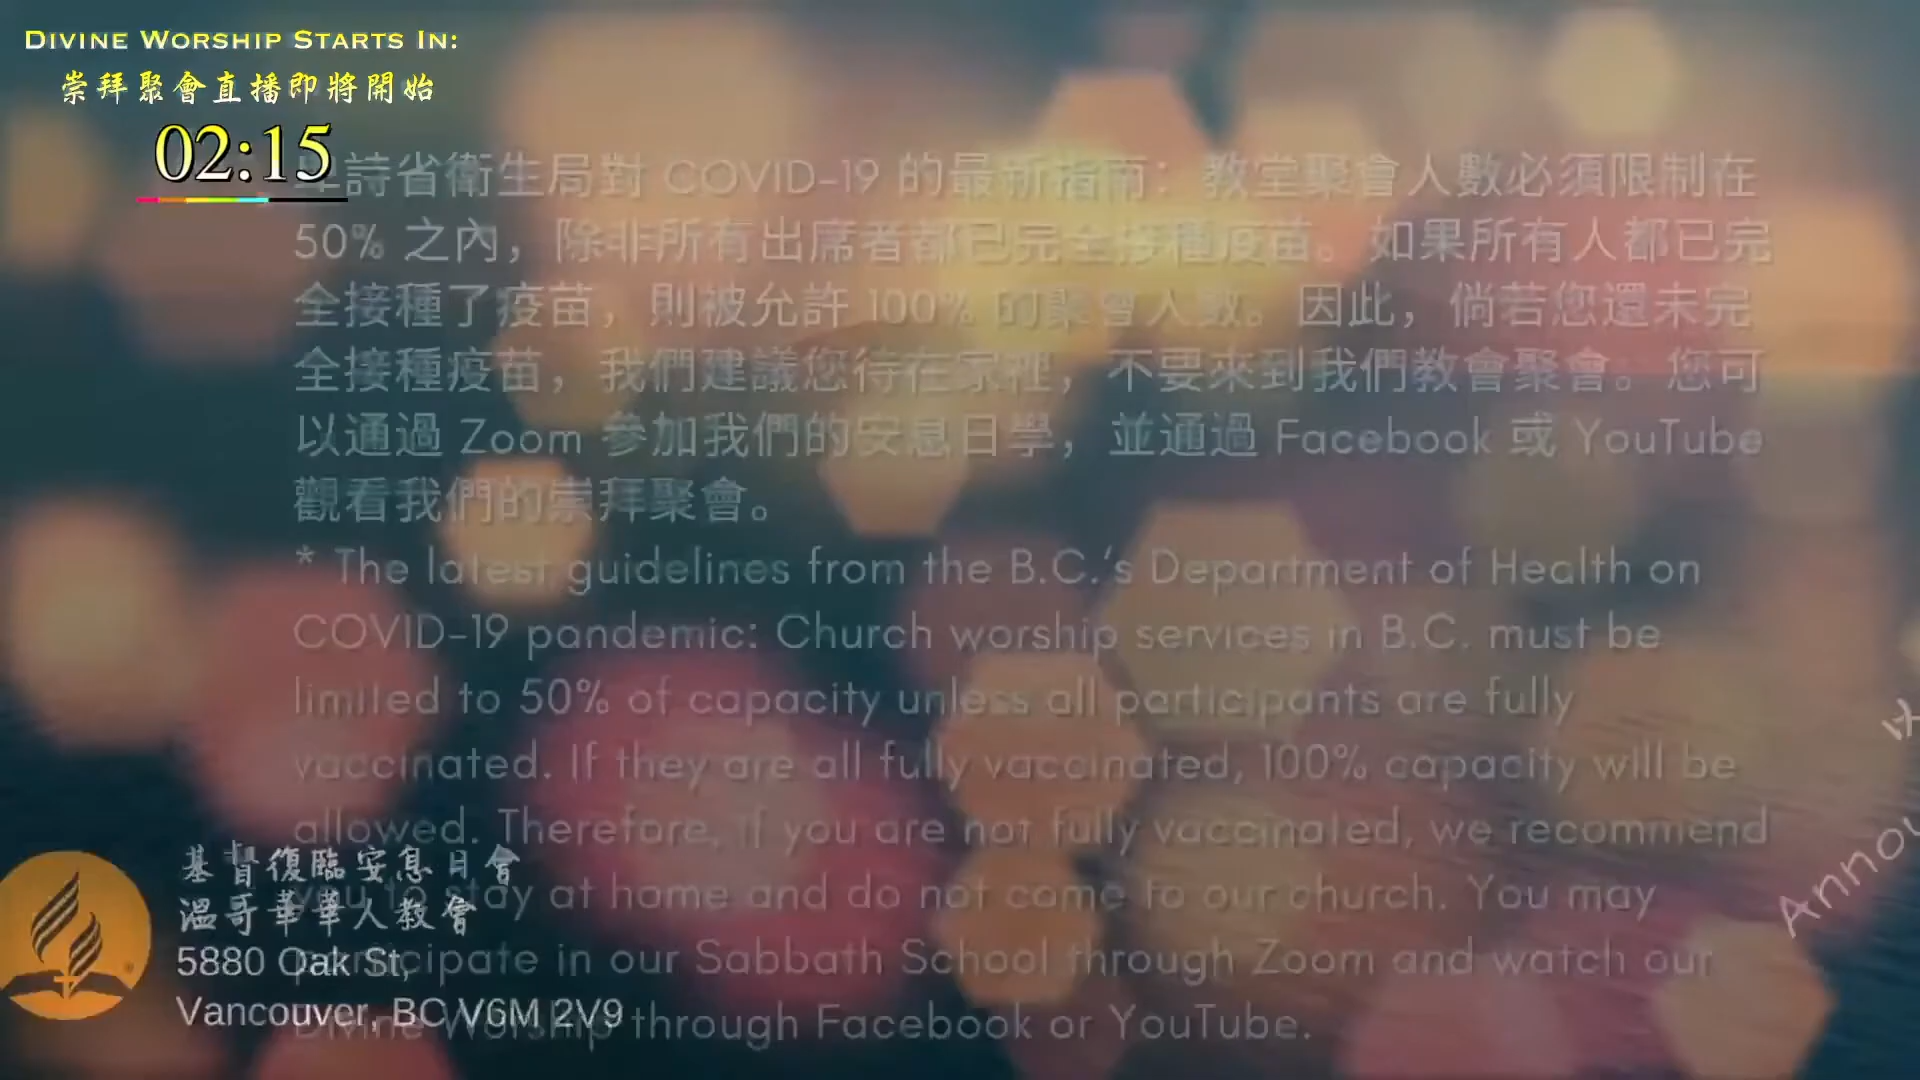 DIVINE WORSHIP STARTS IN:
崇拜聚會直播即將開始
02:15
詩省衛生局對 COVID-19 的最新指南：教堂聚會人數必須限制在
50% 之內，除非所有出席者都已完全接種疫苗。如果所有人都已完
全接種了疫苗，則被允許 100% 的聚會人數。因此，倘若您還未完
全接種疫苗，我們建議您待在家裡，不要來到我們教會聚會。您可
以通過 Zoom 參加我們的安息日學，並通過 Facebook 或 YouTube
觀看我們的崇拜聚會。
* The latest guidelines from the B.C.'s Department of Health on
COVID-19 pandemic: Church worship services in B.C. must be
limited to 50% of capacity unless all participants are fully
vaccinated. If they are all fully vaccinated, 100% capacity will be
allowed. Therefore, if you are not fully vaccinated, we recommend
you to stay at home and do not come to our church. You may
participate in our Sabbath School through Zoom and watch our
Divine Worship through Facebook or YouTube.
基督復臨安息日會
溫哥華華人教會
5880 Oak St,
Vancouver, BC V6M 2V9
以
Annou